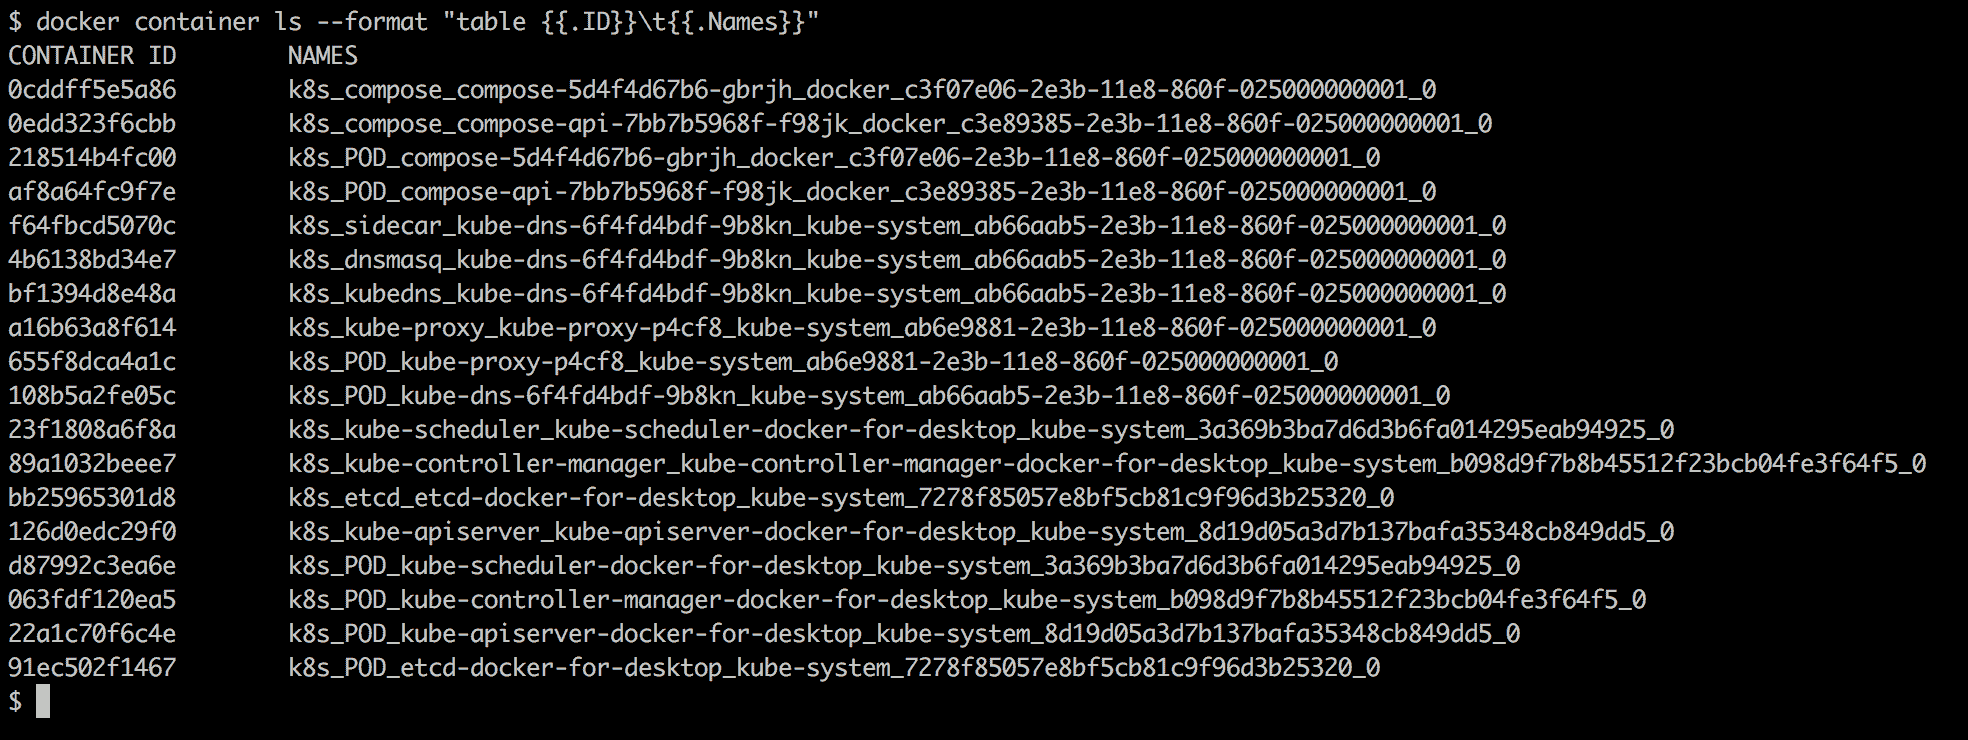 $ docker container ls --format "table {{.ID}}\t{{.Names}}"
CONTAINER ID        NAMES
0cddff5e5a86        k8s_compose_compose-5d4f4d67b6-gbrjh_docker_c3f07e06-2e3b-11e8-860f-025000000001_0
0edd323f6cbb        k8s_compose_compose-api-7bb7b5968f-f98jk_docker_c3e89385-2e3b-11e8-860f-025000000001_0
218514b4fc00        k8s_POD_compose-5d4f4d67b6-gbrjh_docker_c3f07e06-2e3b-11e8-860f-025000000001_0
af8a64fc9f7e        k8s_POD_compose-api-7bb7b5968f-f98jk_docker_c3e89385-2e3b-11e8-860f-025000000001_0
f64fbcd5070c        k8s_sidecar_kube-dns-6f4fd4bdf-9b8kn_kube-system_ab66aab5-2e3b-11e8-860f-025000000001_0
4b6138bd34e7        k8s_dnsmasq_kube-dns-6f4fd4bdf-9b8kn_kube-system_ab66aab5-2e3b-11e8-860f-025000000001_0
bf1394d8e48a        k8s_kubedns_kube-dns-6f4fd4bdf-9b8kn_kube-system_ab66aab5-2e3b-11e8-860f-025000000001_0
a16b63a8f614        k8s_kube-proxy_kube-proxy-p4cf8_kube-system_ab6e9881-2e3b-11e8-860f-025000000001_0
655f8dca4a1c        k8s_POD_kube-proxy-p4cf8_kube-system_ab6e9881-2e3b-11e8-860f-025000000001_0
108b5a2fe05c        k8s_POD_kube-dns-6f4fd4bdf-9b8kn_kube-system_ab66aab5-2e3b-11e8-860f-025000000001_0
23f1808a6f8a        k8s_kube-scheduler_kube-scheduler-docker-for-desktop_kube-system_3a369b3ba7d6d3b6fa014295eab94925_0
89a1032beee7        k8s_kube-controller-manager_kube-controller-manager-docker-for-desktop_kube-system_b098d9f7b8b45512f23bcb04fe3f64f5_0
bb25965301d8        k8s_etcd_etcd-docker-for-desktop_kube-system_7278f85057e8bf5cb81c9f96d3b25320_0
126d0edc29f0        k8s_kube-apiserver_kube-apiserver-docker-for-desktop_kube-system_8d19d05a3d7b137bafa35348cb849dd5_0
d87992c3ea6e        k8s_POD_kube-scheduler-docker-for-desktop_kube-system_3a369b3ba7d6d3b6fa014295eab94925_0
063fdf120ea5        k8s_POD_kube-controller-manager-docker-for-desktop_kube-system_b098d9f7b8b45512f23bcb04fe3f64f5_0
22a1c70f6c4e        k8s_POD_kube-apiserver-docker-for-desktop_kube-system_8d19d05a3d7b137bafa35348cb849dd5_0
91ec502f1467        k8s_POD_etcd-docker-for-desktop_kube-system_7278f85057e8bf5cb81c9f96d3b25320_0
$